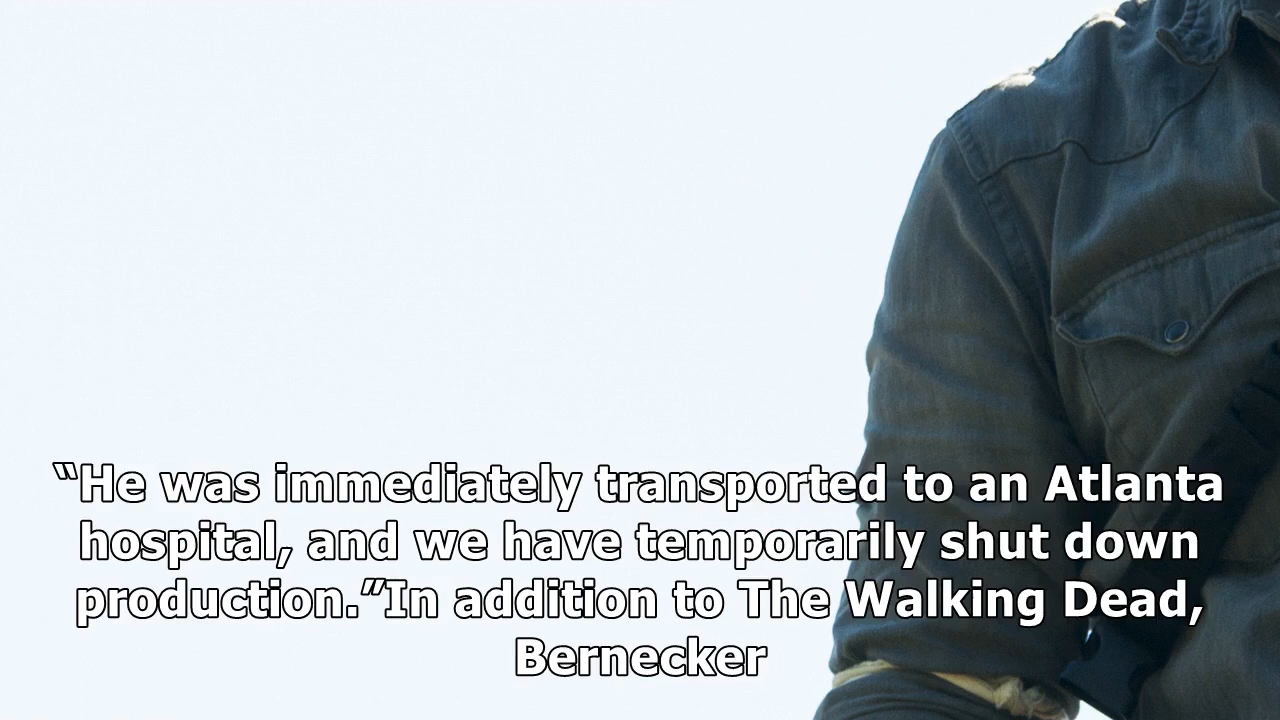 “He was immediately transported to an Atlanta
hospital, and we have temporarily shut down
production.”In addition to The Walking Dead,
Bernecker